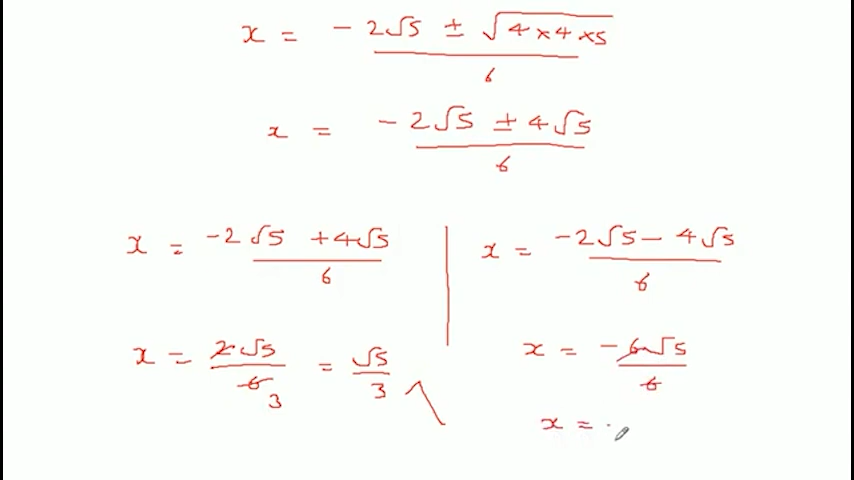 x = (-2√5 ± √(4×4×5))/6
x = (-2√5 ± 4√5)/6
x = (-2√5 + 4√5)/6
x = 2√5/6 3 = √5/3
x = (-2√5 - 4√5)/6
x = -6√5/6
x =